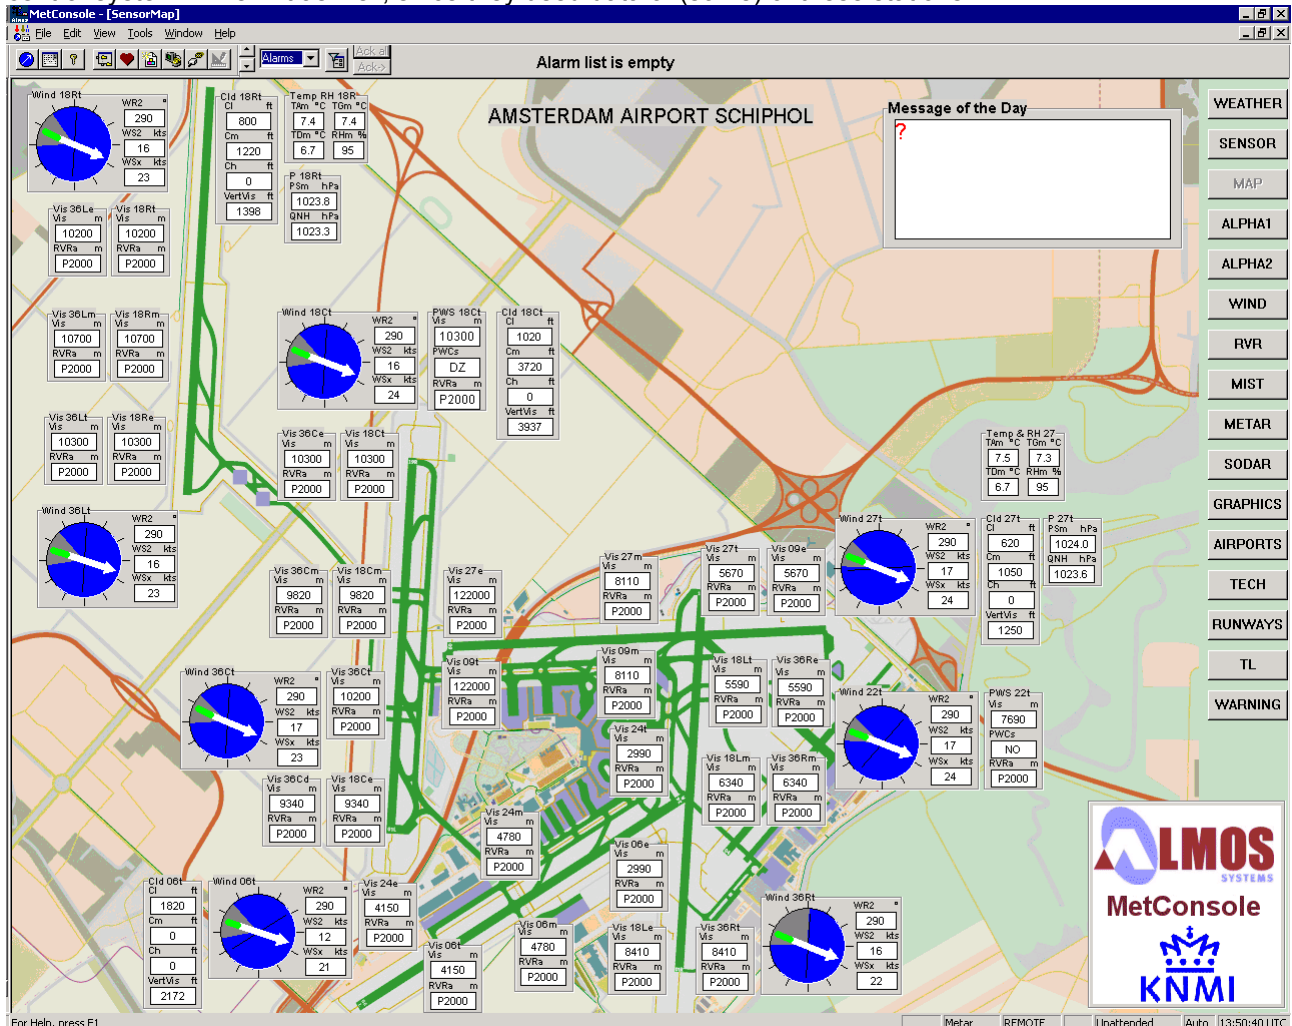 MetConsole - [SensorMap]
File Edit View Tools Window Help
Alarms
Ack all
Ack->
Alarm list is empty
AMSTERDAM AIRPORT SCHIPHOL
Message of the Day
?
WEATHER
SENSOR
MAP
ALPHA1
ALPHA2
WIND
RVR
MIST
METAR
SODAR
GRAPHICS
AIRPORTS
TECH
RUNWAYS
TL
WARNING
Wind 18Rt
WR2 °
290
WS2 kts
16
WSx kts
23
Cld 18Rt
Cl ft
800
Cm ft
1220
Ch ft
0
VertVis ft
1398
Temp RH 18R
TAm °C TGm °C
7.4 7.4
TDm °C RHm %
6.7 95
P 18Rt
PSm hPa
1023.8
QNH hPa
1023.3
Vis 36Le
Vis m
10200
RVRa m
P2000
Vis 18Rt
Vis m
10200
RVRa m
P2000
Vis 36Lm
Vis m
10700
RVRa m
P2000
Vis 18Rm
Vis m
10700
RVRa m
P2000
Wind 18Ct
WR2 °
290
WS2 kts
16
WSx kts
24
PWS 18Ct
Vis m
10300
PWCs
DZ
RVRa m
P2000
Cld 18Ct
Cl ft
1020
Cm ft
3720
Ch ft
0
VertVis ft
3937
Vis 36Lt
Vis m
10300
RVRa m
P2000
Vis 18Re
Vis m
10300
RVRa m
P2000
Vis 36Ce
Vis m
10300
RVRa m
P2000
Vis 18Ct
Vis m
10300
RVRa m
P2000
Temp & RH 27
TAm °C TGm °C
7.5 7.3
TDm °C RHm %
6.7 95
Wind 36Lt
WR2 °
290
WS2 kts
16
WSx kts
23
Wind 27t
WR2 °
290
WS2 kts
17
WSx kts
24
Cld 27t
Cl ft
620
Cm ft
1050
Ch ft
0
VertVis ft
1250
P 27t
PSm hPa
1024.0
QNH hPa
1023.6
Vis 36Cm
Vis m
9820
RVRa m
P2000
Vis 18Cm
Vis m
9820
RVRa m
P2000
Vis 27e
Vis m
122000
RVRa m
P2000
Vis 27m
Vis m
8110
RVRa m
P2000
Vis 27t
Vis m
5670
RVRa m
P2000
Vis 09e
Vis m
5670
RVRa m
P2000
Wind 36Ct
WR2 °
290
WS2 kts
17
WSx kts
23
Vis 36Ct
Vis m
10200
RVRa m
P2000
Vis 09t
Vis m
122000
RVRa m
P2000
Vis 09m
Vis m
8110
RVRa m
P2000
Vis 18Lt
Vis m
5590
RVRa m
P2000
Vis 36Re
Vis m
5590
RVRa m
P2000
Wind 22t
WR2 °
290
WS2 kts
17
WSx kts
24
PWS 22t
Vis m
7690
PWCs
NO
RVRa m
P2000
Vis 24t
Vis m
2990
RVRa m
P2000
Vis 36Cd
Vis m
9340
RVRa m
P2000
Vis 18Ce
Vis m
9340
RVRa m
P2000
Vis 18Lm
Vis m
6340
RVRa m
P2000
Vis 36Rm
Vis m
6340
RVRa m
P2000
Vis 24m
Vis m
4780
RVRa m
P2000
Vis 06e
Vis m
2990
RVRa m
P2000
Cld 06t
Cl ft
1820
Cm ft
0
Ch ft
0
VertVis ft
2172
Wind 06t
WR2 °
290
WS2 kts
12
WSx kts
21
Vis 24e
Vis m
4150
RVRa m
P2000
Vis 06t
Vis m
4150
RVRa m
P2000
Vis 06m
Vis m
4780
RVRa m
P2000
Vis 18Le
Vis m
8410
RVRa m
P2000
Vis 36Rt
Vis m
8410
RVRa m
P2000
Wind 36Rt
WR2 °
290
WS2 kts
16
WSx kts
22
ALMOS
SYSTEMS
MetConsole
KNMI
For Help, press F1
Metar REMOTE Unattended Auto 13:50:40 UTC